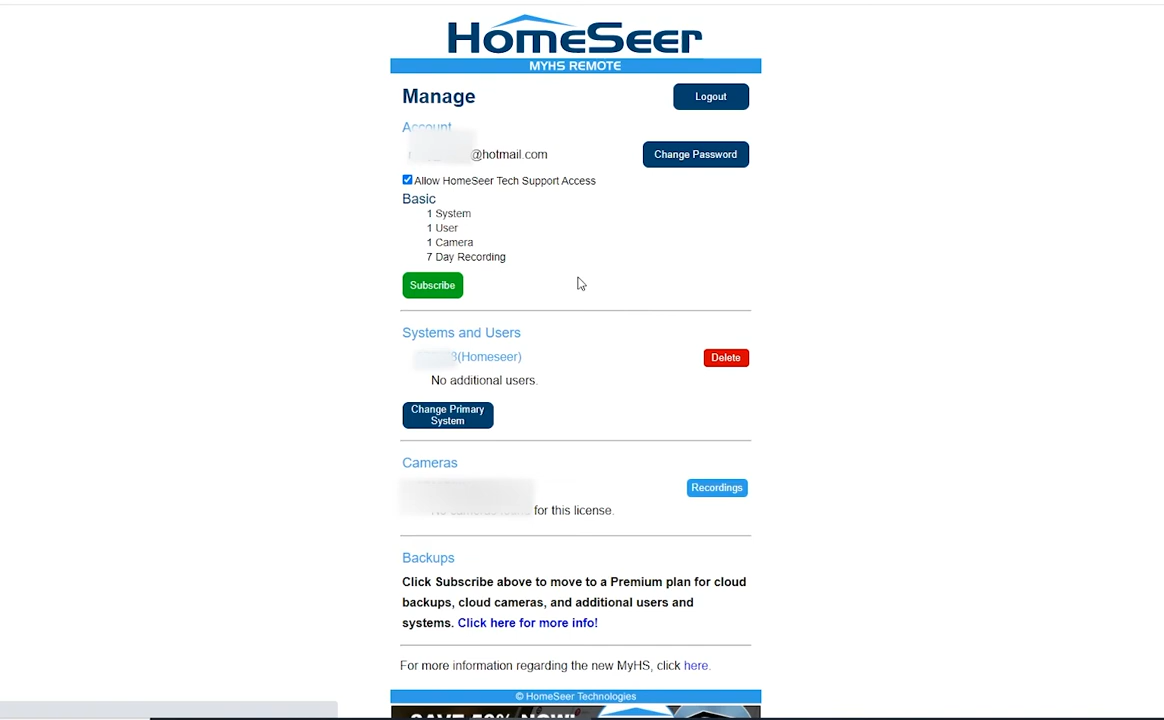 HomeSeer
MYHS REMOTE
Manage
Logout
Account
@hotmail.com
Change Password
Allow HomeSeer Tech Support Access
Basic
1 System
1 User
1 Camera
7 Day Recording
Subscribe
Systems and Users
8(Homeseer)
Delete
No additional users.
Change Primary
System
Cameras
Recordings
for this license.
Backups
Click Subscribe above to move to a Premium plan for cloud
backups, cloud cameras, and additional users and
systems. Click here for more info!
For more information regarding the new MyHS, click here.
© HomeSeer Technologies
SAVE 50% NOW!